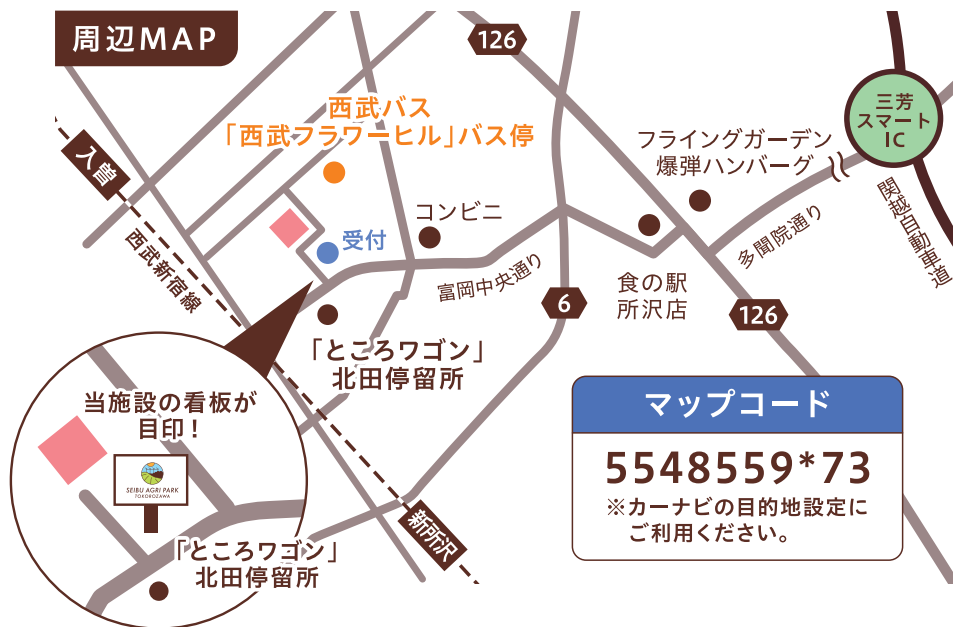 周辺MAP
126
三芳
スマート
IC
西武バス
「西武フラワーヒル」バス停
フライングガーデン
爆弾ハンバーグ
入曽
関越自動車道
コンビニ
多聞院通り
受付
西武新宿線
富岡中央通り
食の駅
所沢店
6
126
「ところワゴン」
北田停留所
当施設の看板が
目印！
マップコード
5548559*73
※カーナビの目的地設定に
ご利用ください。
SEIBU AGRI PARK
TOKOROZAWA
新所沢
「ところワゴン」
北田停留所